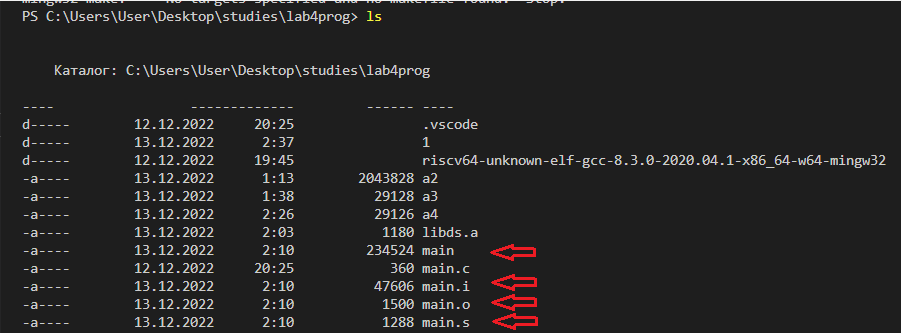 mingw32-make: *** No targets specified and no makefile found. Stop.
PS C:\Users\User\Desktop\studies\lab4prog> ls
Каталог: C:\Users\User\Desktop\studies\lab4prog
---- ------------- ------ ----
d----- 12.12.2022 20:25 .vscode
d----- 13.12.2022 2:37 1
d----- 12.12.2022 19:45 riscv64-unknown-elf-gcc-8.3.0-2020.04.1-x86_64-w64-mingw32
-a---- 13.12.2022 1:13 2043828 a2
-a---- 13.12.2022 1:38 29128 a3
-a---- 13.12.2022 2:26 29126 a4
-a---- 13.12.2022 2:03 1180 libds.a
-a---- 13.12.2022 2:10 234524 main
-a---- 12.12.2022 20:25 360 main.c
-a---- 13.12.2022 2:10 47606 main.i
-a---- 13.12.2022 2:10 1500 main.o
-a---- 13.12.2022 2:10 1288 main.s